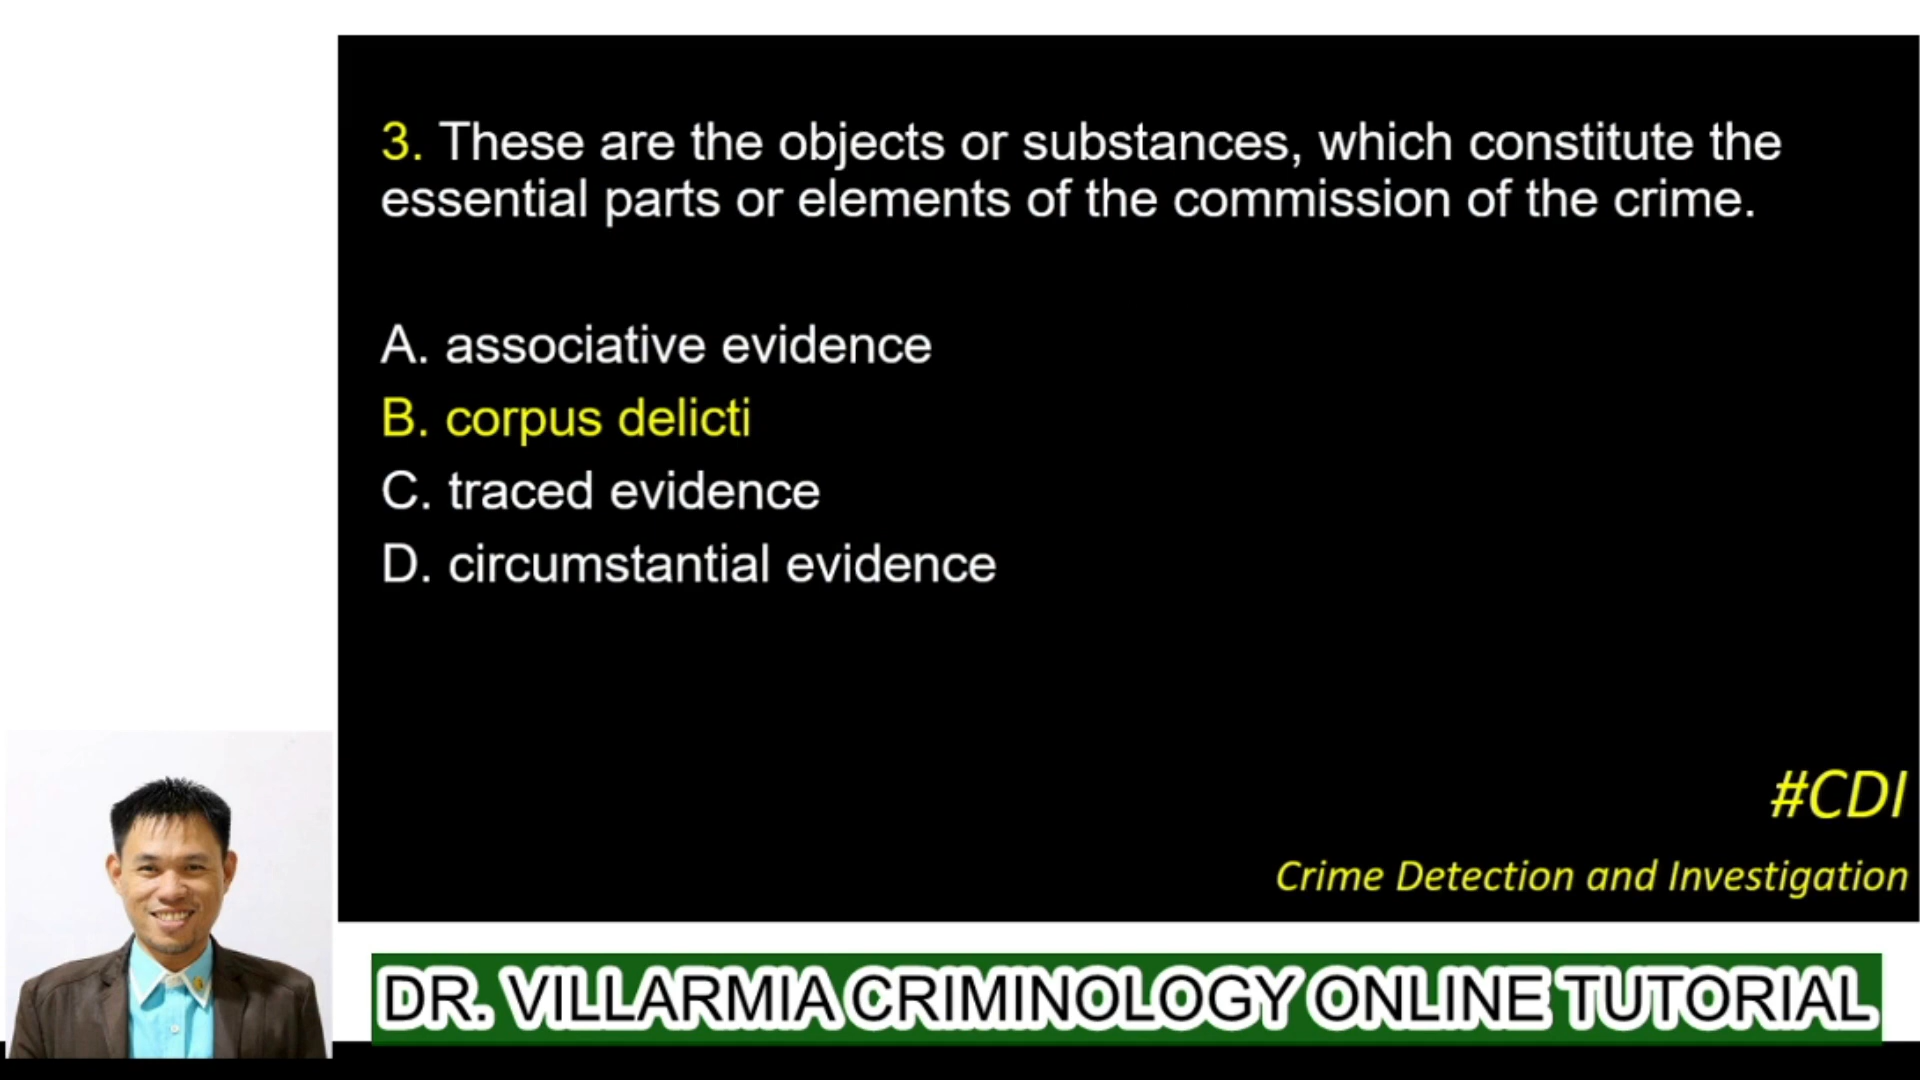 3. These are the objects or substances, which constitute the
essential parts or elements of the commission of the crime.
A. associative evidence
B. corpus delicti
C. traced evidence
D. circumstantial evidence
#CDI
Crime Detection and Investigation
DR. VILLARMIA CRIMINOLOGY ONLINE TUTORIAL